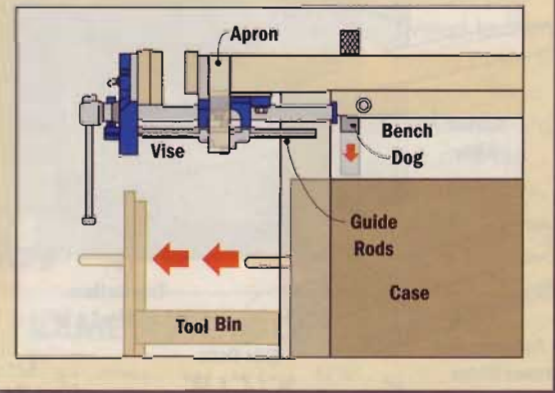 Apron
Vise
Bench
Dog
Guide
Rods
Case
Tool Bin